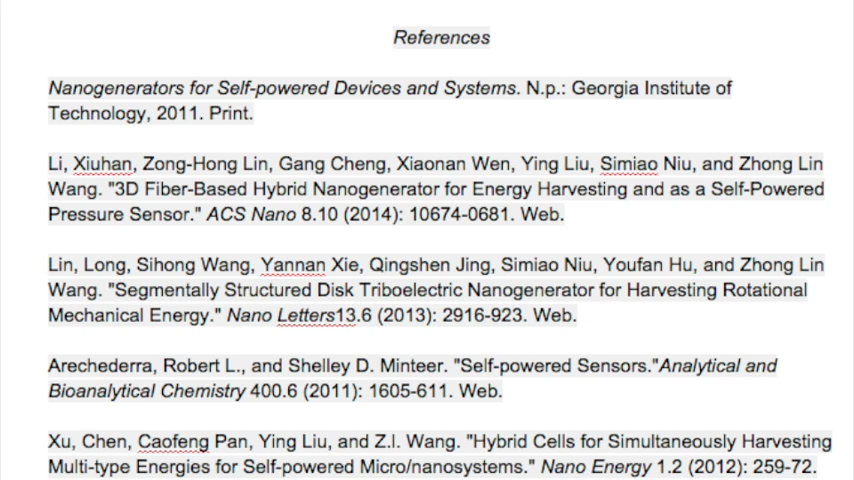 References
Nanogenerators for Self-powered Devices and Systems. N.p.: Georgia Institute of
Technology, 2011. Print.
Li, Xiuhan, Zong-Hong Lin, Gang Cheng, Xiaonan Wen, Ying Liu, Simiao Niu, and Zhong Lin
Wang. "3D Fiber-Based Hybrid Nanogenerator for Energy Harvesting and as a Self-Powered
Pressure Sensor." ACS Nano 8.10 (2014): 10674-0681. Web.
Lin, Long, Sihong Wang, Yannan Xie, Qingshen Jing, Simiao Niu, Youfan Hu, and Zhong Lin
Wang. "Segmentally Structured Disk Triboelectric Nanogenerator for Harvesting Rotational
Mechanical Energy." Nano Letters13.6 (2013): 2916-923. Web.
Arechederra, Robert L., and Shelley D. Minteer. "Self-powered Sensors."Analytical and
Bioanalytical Chemistry 400.6 (2011): 1605-611. Web.
Xu, Chen, Caofeng Pan, Ying Liu, and Z.l. Wang. "Hybrid Cells for Simultaneously Harvesting
Multi-type Energies for Self-powered Micro/nanosystems." Nano Energy 1.2 (2012): 259-72.